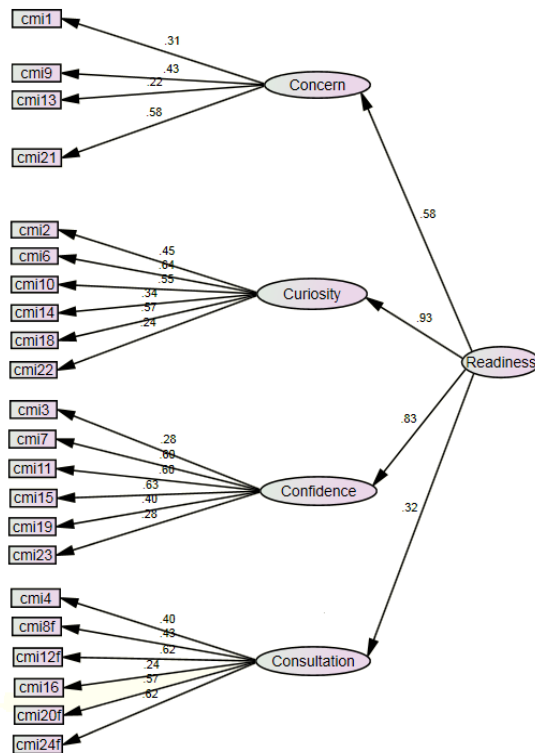 cmi1
.31
cmi9
.43
cmi13
.22
Concern
.58
cmi21
.58
cmi2
.45
cmi6
.64
cmi10
.55
Curiosity
cmi14
.34
.57
.93
cmi18
.24
cmi22
Readiness
cmi3
.83
cmi7
.28
.69
cmi11
.68
cmi15
.63
Confidence
cmi19
.40
.28
.32
cmi23
cmi4
.40
cmi8f
.43
cmi12f
.62
Consultation
.24
cmi16
.57
.62
cmi20f
cmi24f